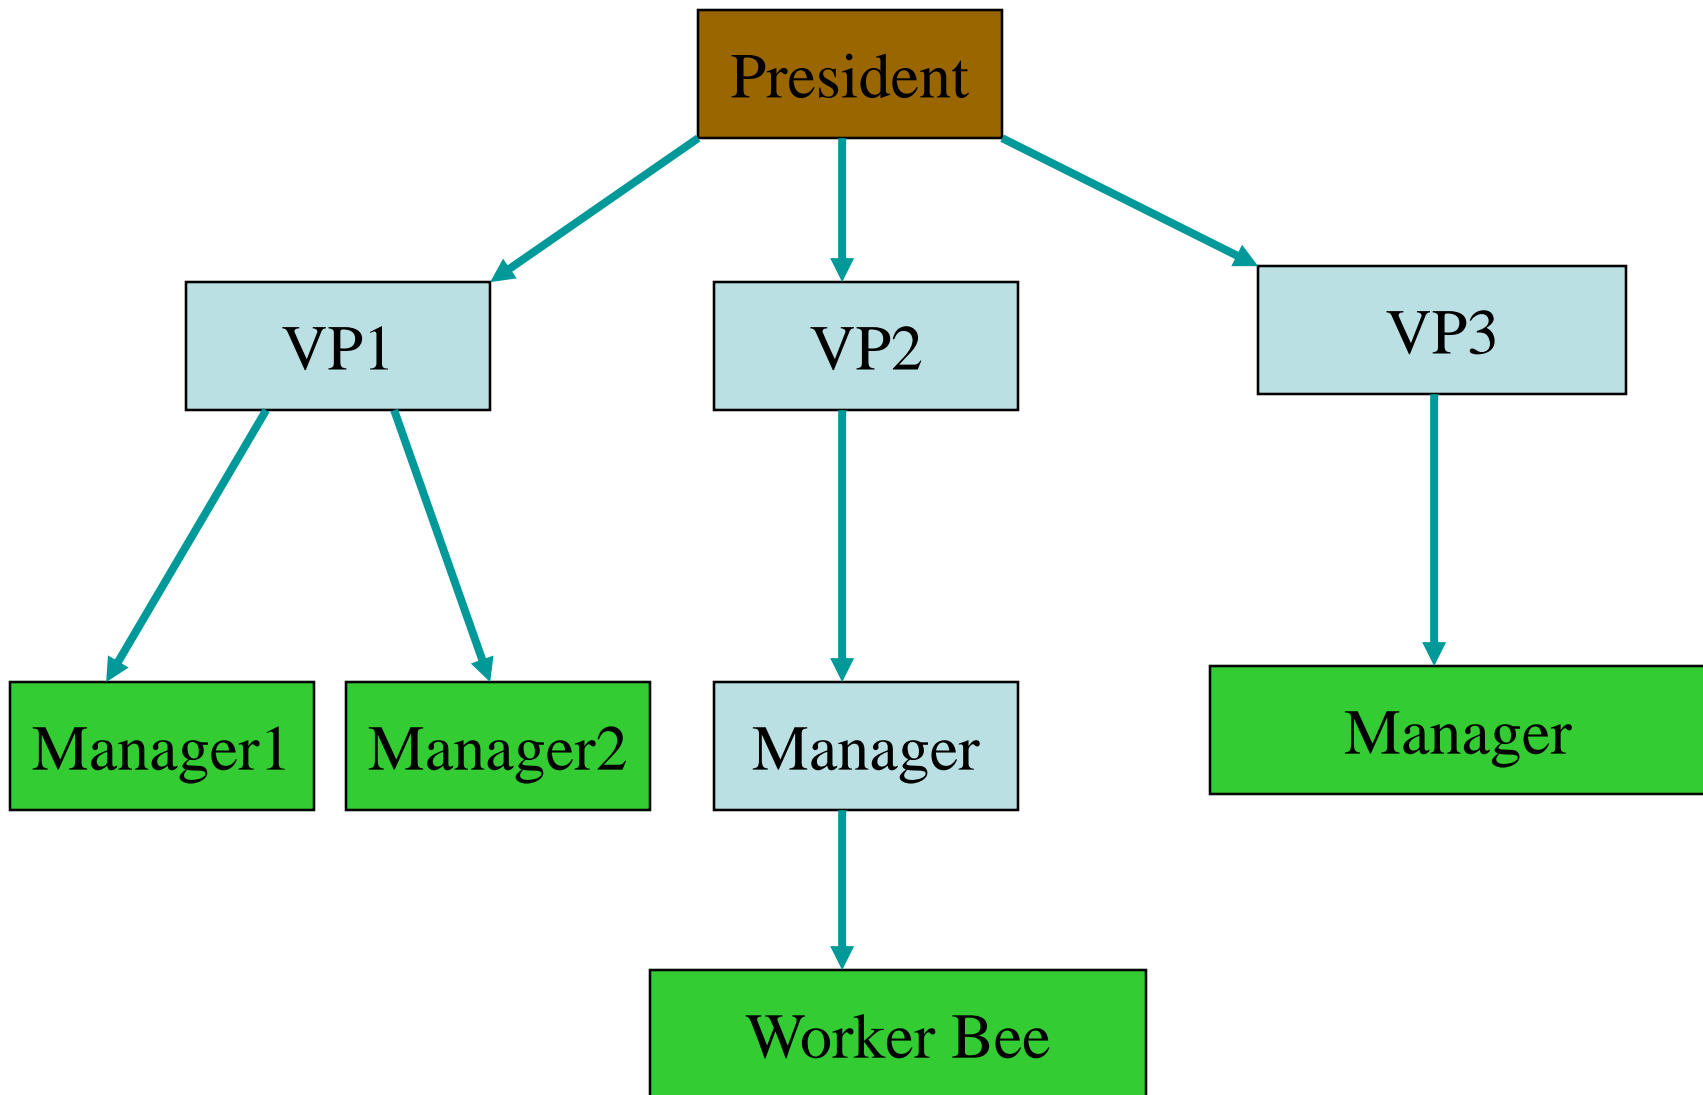 President
VP1
VP2
VP3
Manager1
Manager2
Manager
Manager
Worker Bee